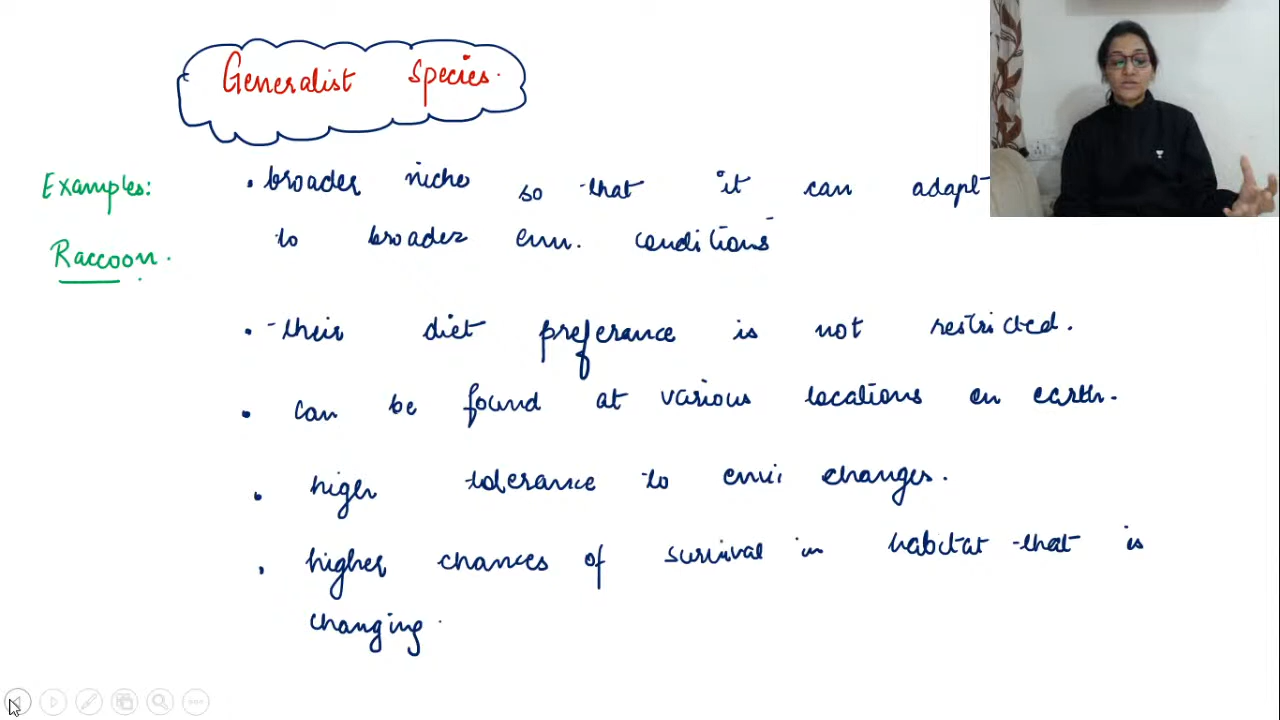 Generalist Species.
Examples:
Raccoon.
• broader niche so that it can adapt
to broader env. conditions
• their diet preferance is not restricted.
• can be found at various locations on earth.
• high tolerance to envi changes.
• higher chances of survival in habitat that is
changing.